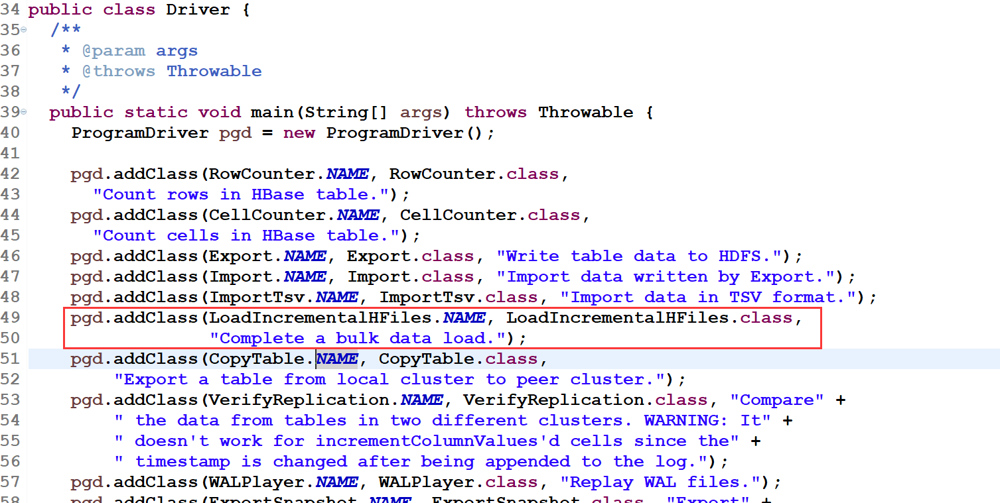 34 public class Driver {
35 /**
36 * @param args
37 * @throws Throwable
38 */
39 public static void main(String[] args) throws Throwable {
40 ProgramDriver pgd = new ProgramDriver();
41
42 pgd.addClass(RowCounter.NAME, RowCounter.class,
43 "Count rows in HBase table.");
44 pgd.addClass(CellCounter.NAME, CellCounter.class,
45 "Count cells in HBase table.");
46 pgd.addClass(Export.NAME, Export.class, "Write table data to HDFS.");
47 pgd.addClass(Import.NAME, Import.class, "Import data written by Export.");
48 pgd.addClass(ImportTsv.NAME, ImportTsv.class, "Import data in TSV format.");
49 pgd.addClass(LoadIncrementalHFiles.NAME, LoadIncrementalHFiles.class,
50 "Complete a bulk data load.");
51 pgd.addClass(CopyTable.NAME, CopyTable.class,
52 "Export a table from local cluster to peer cluster.");
53 pgd.addClass(VerifyReplication.NAME, VerifyReplication.class, "Compare" +
54 " the data from tables in two different clusters. WARNING: It" +
55 " doesn't work for incrementColumnValues'd cells since the" +
56 " timestamp is changed after being appended to the log.");
57 pgd.addClass(WALPlayer.NAME, WALPlayer.class, "Replay WAL files.");
58 pgd.addClass(ExportSnapshot.NAME, ExportSnapshot.class, "Export" +